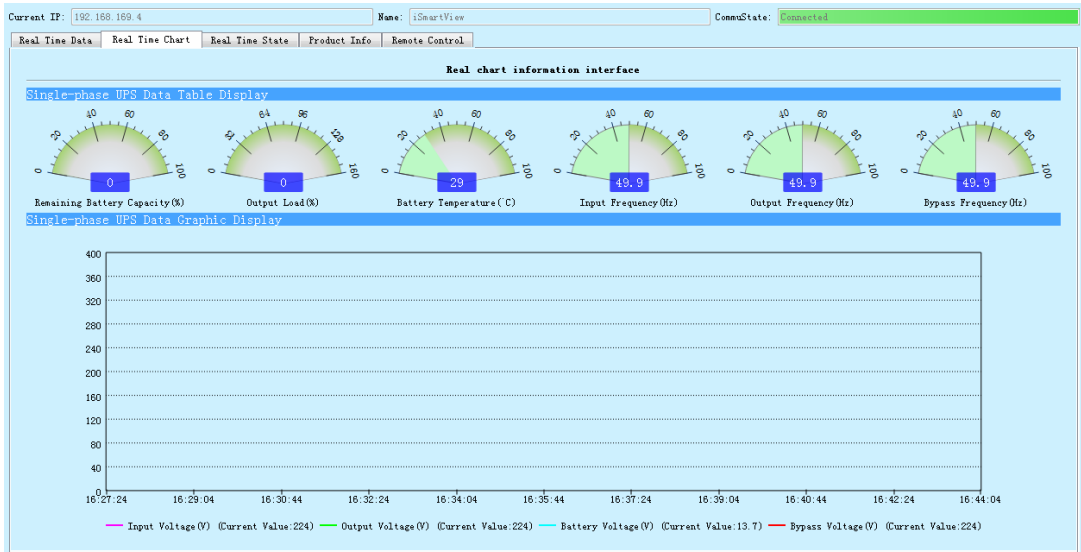 Current IP: 192.168.169.4 Name: iSmartView CommuState: Connected
Real Time Data Real Time Chart Real Time State Product Info Remote Control
Real chart information interface
Single-phase UPS Data Table Display
0 20 40 60 80 100 0 32 64 96 128 160 0 20 40 60 80 100 0 20 40 60 80 100 0 20 40 60 80 100 0 20 40 60 80 100
0 0 29 49.9 49.9 49.9
Remaining Battery Capacity(%) Output Load(%) Battery Temperature(°C) Input Frequency(Hz) Output Frequency(Hz) Bypass Frequency(Hz)
Single-phase UPS Data Graphic Display
400
360
320
280
240
200
160
120
80
40
0
16:27:24 16:29:04 16:30:44 16:32:24 16:34:04 16:35:44 16:37:24 16:39:04 16:40:44 16:42:24 16:44:04
Input Voltage(V) (Current Value:224) Output Voltage(V) (Current Value:224) Battery Voltage(V) (Current Value:13.7) Bypass Voltage(V) (Current Value:224)